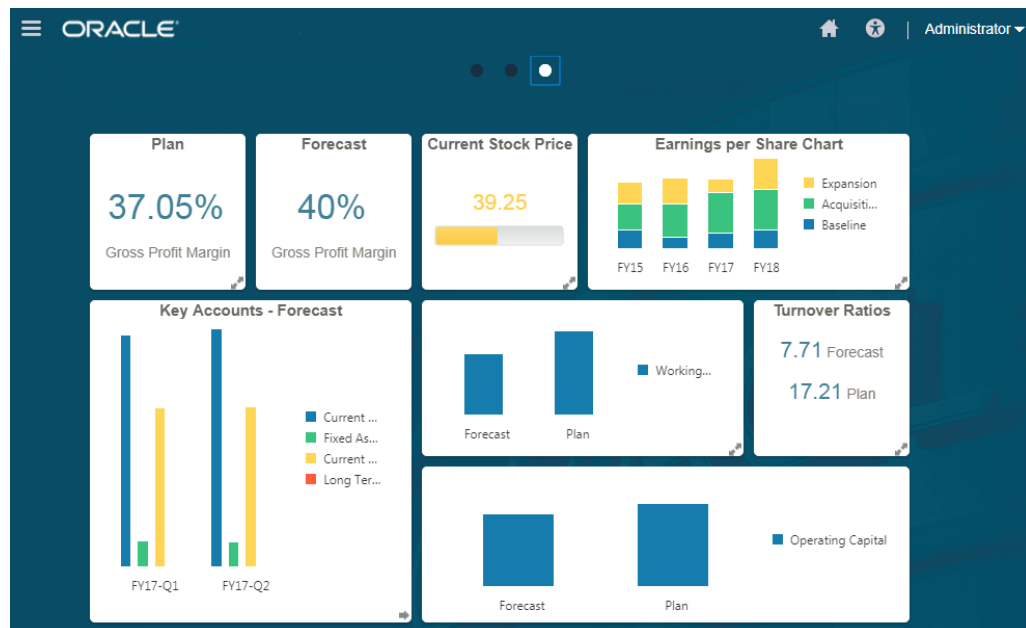 ORACLE
Administrator
Plan
37.05%
Gross Profit Margin
Forecast
40%
Gross Profit Margin
Current Stock Price
39.25
Earnings per Share Chart
Expansion
Acquisiti...
Baseline
FY15 FY16 FY17 FY18
Key Accounts - Forecast
Current ...
Fixed As...
Current ...
Long Ter...
FY17-Q1 FY17-Q2
Working...
Forecast Plan
Turnover Ratios
7.71 Forecast
17.21 Plan
Operating Capital
Forecast Plan